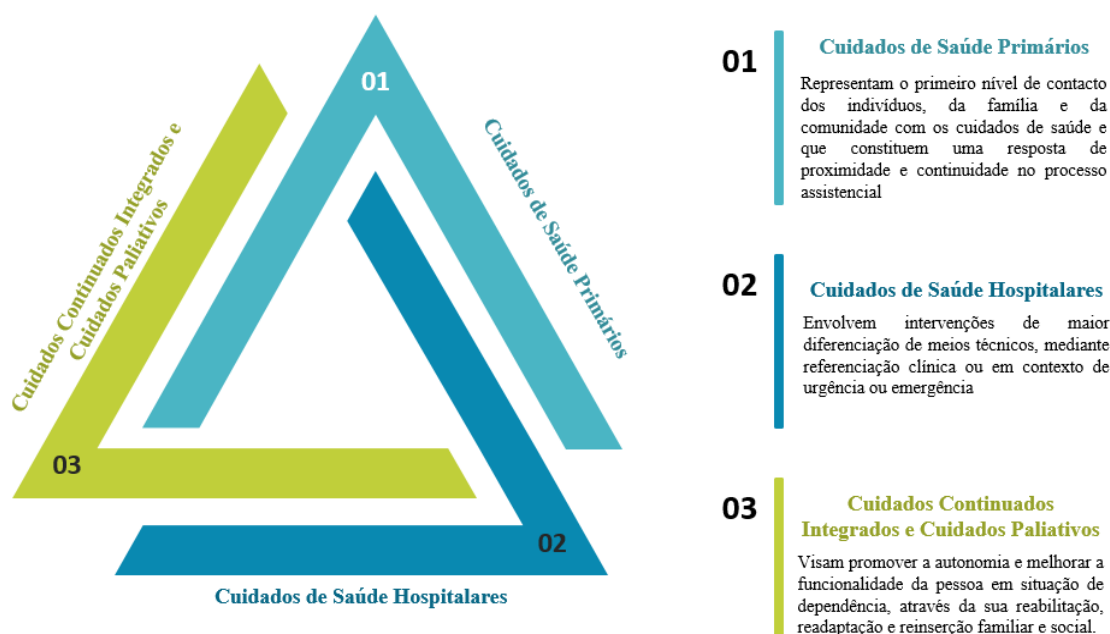 01
Cuidados de Saúde Primários
Cuidados Continuados Integrados e
Cuidados Paliativos
03
02
Cuidados de Saúde Hospitalares
01
Cuidados de Saúde Primários
Representam o primeiro nível de contacto
dos indivíduos, da família e da
comunidade com os cuidados de saúde e
que constituem uma resposta de
proximidade e continuidade no processo
assistencial
02
Cuidados de Saúde Hospitalares
Envolvem intervenções de maior
diferenciação de meios técnicos, mediante
referenciação clínica ou em contexto de
urgência ou emergência
03
Cuidados Continuados
Integrados e Cuidados Paliativos
Visam promover a autonomia e melhorar a
funcionalidade da pessoa em situação de
dependência, através da sua reabilitação,
readaptação e reinserção familiar e social.